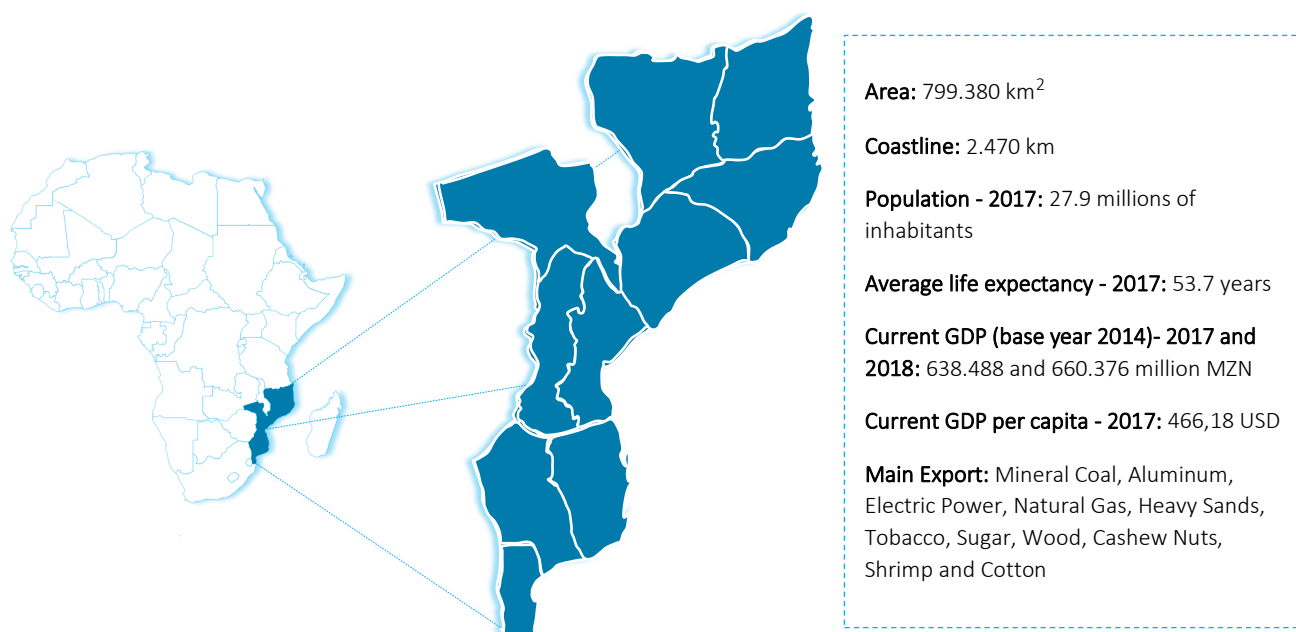 Area: 799.380 km²
Coastline: 2.470 km
Population - 2017: 27.9 millions of
inhabitants
Average life expectancy - 2017: 53.7 years
Current GDP (base year 2014)- 2017 and
2018: 638.488 and 660.376 million MZN
Current GDP per capita - 2017: 466,18 USD
Main Export: Mineral Coal, Aluminum,
Electric Power, Natural Gas, Heavy Sands,
Tobacco, Sugar, Wood, Cashew Nuts,
Shrimp and Cotton